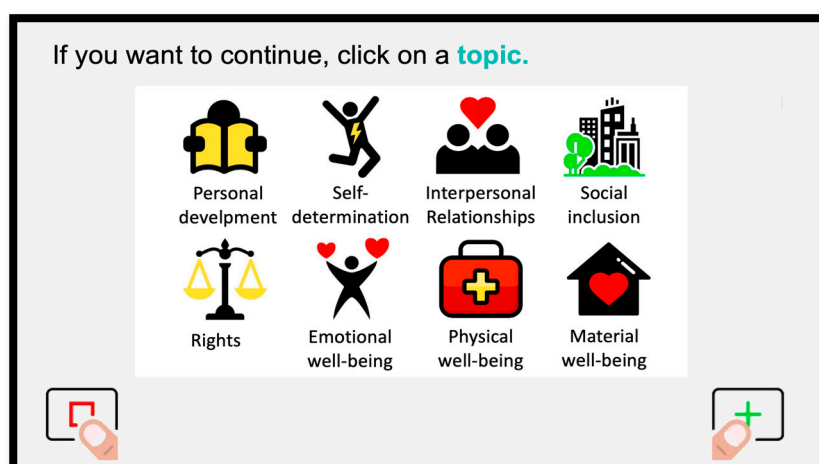 If you want to continue, click on a topic.
Personal
develpment
Self-
determination
Interpersonal
Relationships
Social
inclusion
Rights
Emotional
well-being
Physical
well-being
Material
well-being